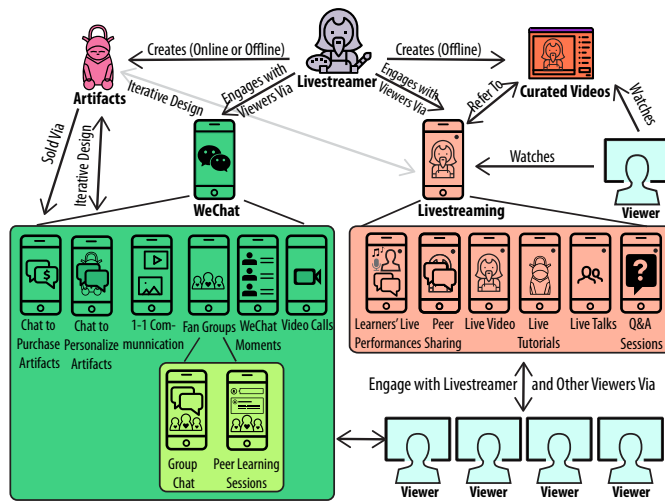 Creates (Online or Offline)
Livestreamer
Creates (Offline)
Artifacts
Engages with
Viewers Via
Engages with
Viewers Via
Curated Videos
Iterative Design
Refer To
Watches
Sold Via
Iterative Design
WeChat
Livestreaming
Watches
Viewer
Chat to
Purchase
Artifacts
Chat to
Personalize
Artifacts
1-1 Com-
munnication
Fan Groups
WeChat
Moments
Video Calls
Learners' Live
Performances
Peer
Sharing
Live Video
Live
Tutorials
Live Talks
Q&A
Sessions
Group
Chat
Peer Learning
Sessions
Engage with Livestreamer and Other Viewers Via
Viewer
Viewer
Viewer
Viewer